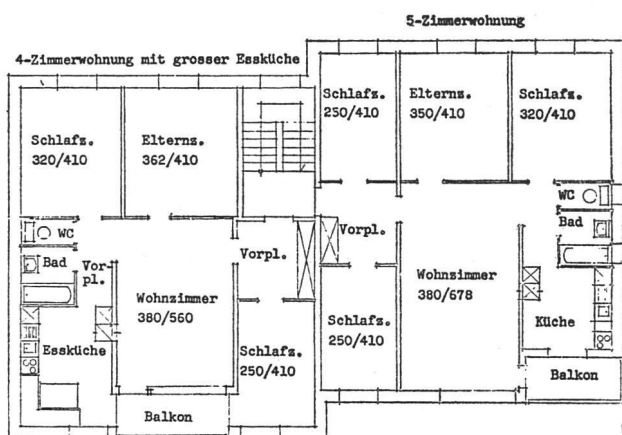 5-Zimmerwohnung
4-Zimmerwohnung mit grosser Essküche
Schlafz.
320/410
Elternz.
362/410
WC
Bad
Vor-
pl.
Essküche
Wohnzimmer
380/560
Vorpl.
Schlafz.
250/410
Balkon
Schlafz.
250/410
Elternz.
350/410
Schlafz.
320/410
Vorpl.
Schlafz.
250/410
Wohnzimmer
380/678
WC
Bad
Küche
Balkon